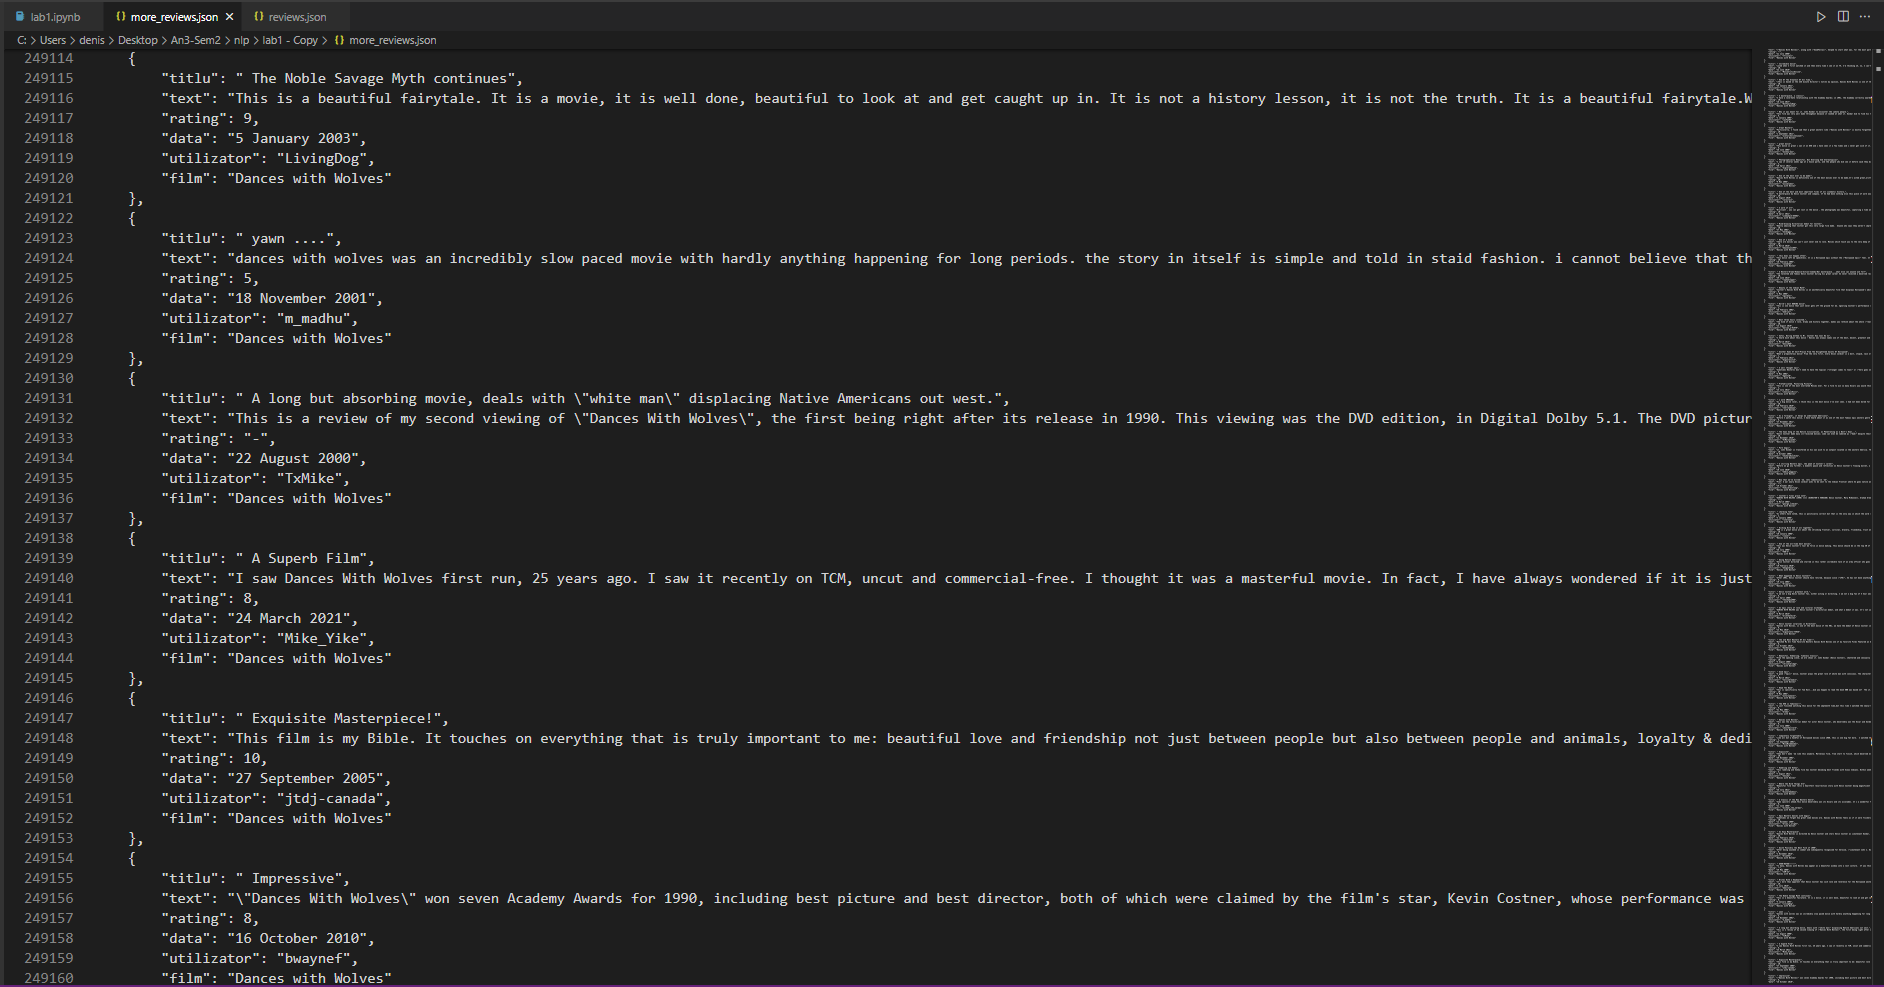 lab1.ipynb
{} more_reviews.json ×
{} reviews.json
C: > Users > denis > Desktop > An3-Sem2 > nlp > lab1 - Copy > {} more_reviews.json
249114 {
249115 "titlu": " The Noble Savage Myth continues",
249116 "text": "This is a beautiful fairytale. It is a movie, it is well done, beautiful to look at and get caught up in. It is not a history lesson, it is not the truth. It is a beautiful fairytale.W
249117 "rating": 9,
249118 "data": "5 January 2003",
249119 "utilizator": "LivingDog",
249120 "film": "Dances with Wolves"
249121 },
249122 {
249123 "titlu": " yawn ....",
249124 "text": "dances with wolves was an incredibly slow paced movie with hardly anything happening for long periods. the story in itself is simple and told in staid fashion. i cannot believe that th
249125 "rating": 5,
249126 "data": "18 November 2001",
249127 "utilizator": "m_madhu",
249128 "film": "Dances with Wolves"
249129 },
249130 {
249131 "titlu": " A long but absorbing movie, deals with \"white man\" displacing Native Americans out west.",
249132 "text": "This is a review of my second viewing of \"Dances With Wolves\", the first being right after its release in 1990. This viewing was the DVD edition, in Digital Dolby 5.1. The DVD pictur
249133 "rating": "-",
249134 "data": "22 August 2000",
249135 "utilizator": "TxMike",
249136 "film": "Dances with Wolves"
249137 },
249138 {
249139 "titlu": " A Superb Film",
249140 "text": "I saw Dances With Wolves first run, 25 years ago. I saw it recently on TCM, uncut and commercial-free. I thought it was a masterful movie. In fact, I have always wondered if it is just
249141 "rating": 8,
249142 "data": "24 March 2021",
249143 "utilizator": "Mike_Yike",
249144 "film": "Dances with Wolves"
249145 },
249146 {
249147 "titlu": " Exquisite Masterpiece!",
249148 "text": "This film is my Bible. It touches on everything that is truly important to me: beautiful love and friendship not just between people but also between people and animals, loyalty & dedi
249149 "rating": 10,
249150 "data": "27 September 2005",
249151 "utilizator": "jtdj-canada",
249152 "film": "Dances with Wolves"
249153 },
249154 {
249155 "titlu": " Impressive",
249156 "text": "\"Dances With Wolves\" won seven Academy Awards for 1990, including best picture and best director, both of which were claimed by the film's star, Kevin Costner, whose performance was
249157 "rating": 8,
249158 "data": "16 October 2010",
249159 "utilizator": "bwaynef",
249160 "film": "Dances with Wolves"